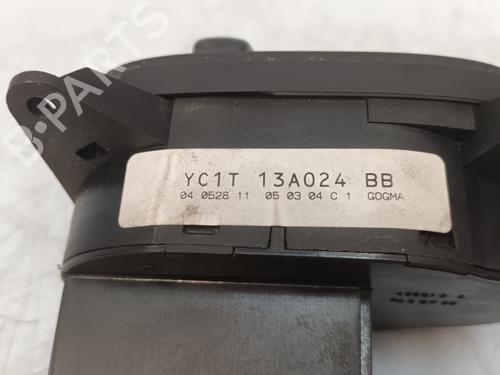 B-PARTS
YC1T 13A024 BB
04 0528 11 05 03 04 C 1 GOGMA